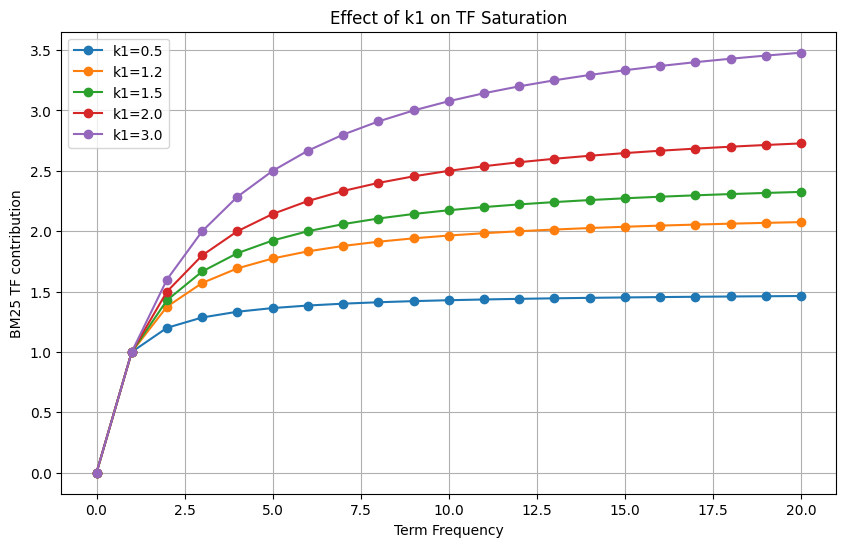 Effect of k1 on TF Saturation
k1=0.5
k1=1.2
k1=1.5
k1=2.0
k1=3.0
BM25 TF contribution
3.5
3.0
2.5
2.0
1.5
1.0
0.5
0.0
0.0 2.5 5.0 7.5 10.0 12.5 15.0 17.5 20.0
Term Frequency